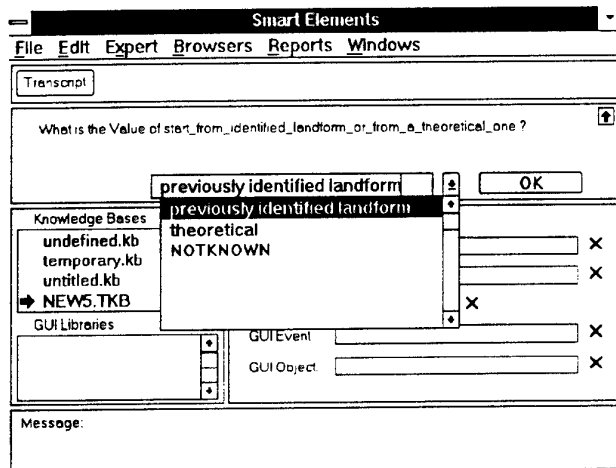 Smart Elements
File Edit Expert Browsers Reports Windows
Transcript
What is the Value of start_from_identified_landform_or_from_a_theoretical_one ?
previously identified landform
OK
previously identified landform
theoretical
NOTKNOWN
Knowledge Bases
undefined.kb
temporary.kb
untitled.kb
NEW5.TKB
GUI Libraries
GUI Event
GUI Object:
Message: